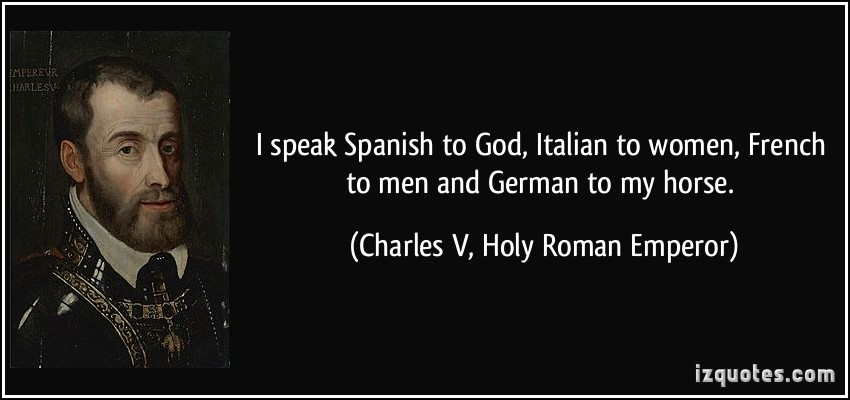 EMPEREVR
CHARLES V
I speak Spanish to God, Italian to women, French
to men and German to my horse.
(Charles V, Holy Roman Emperor)
izquotes.com